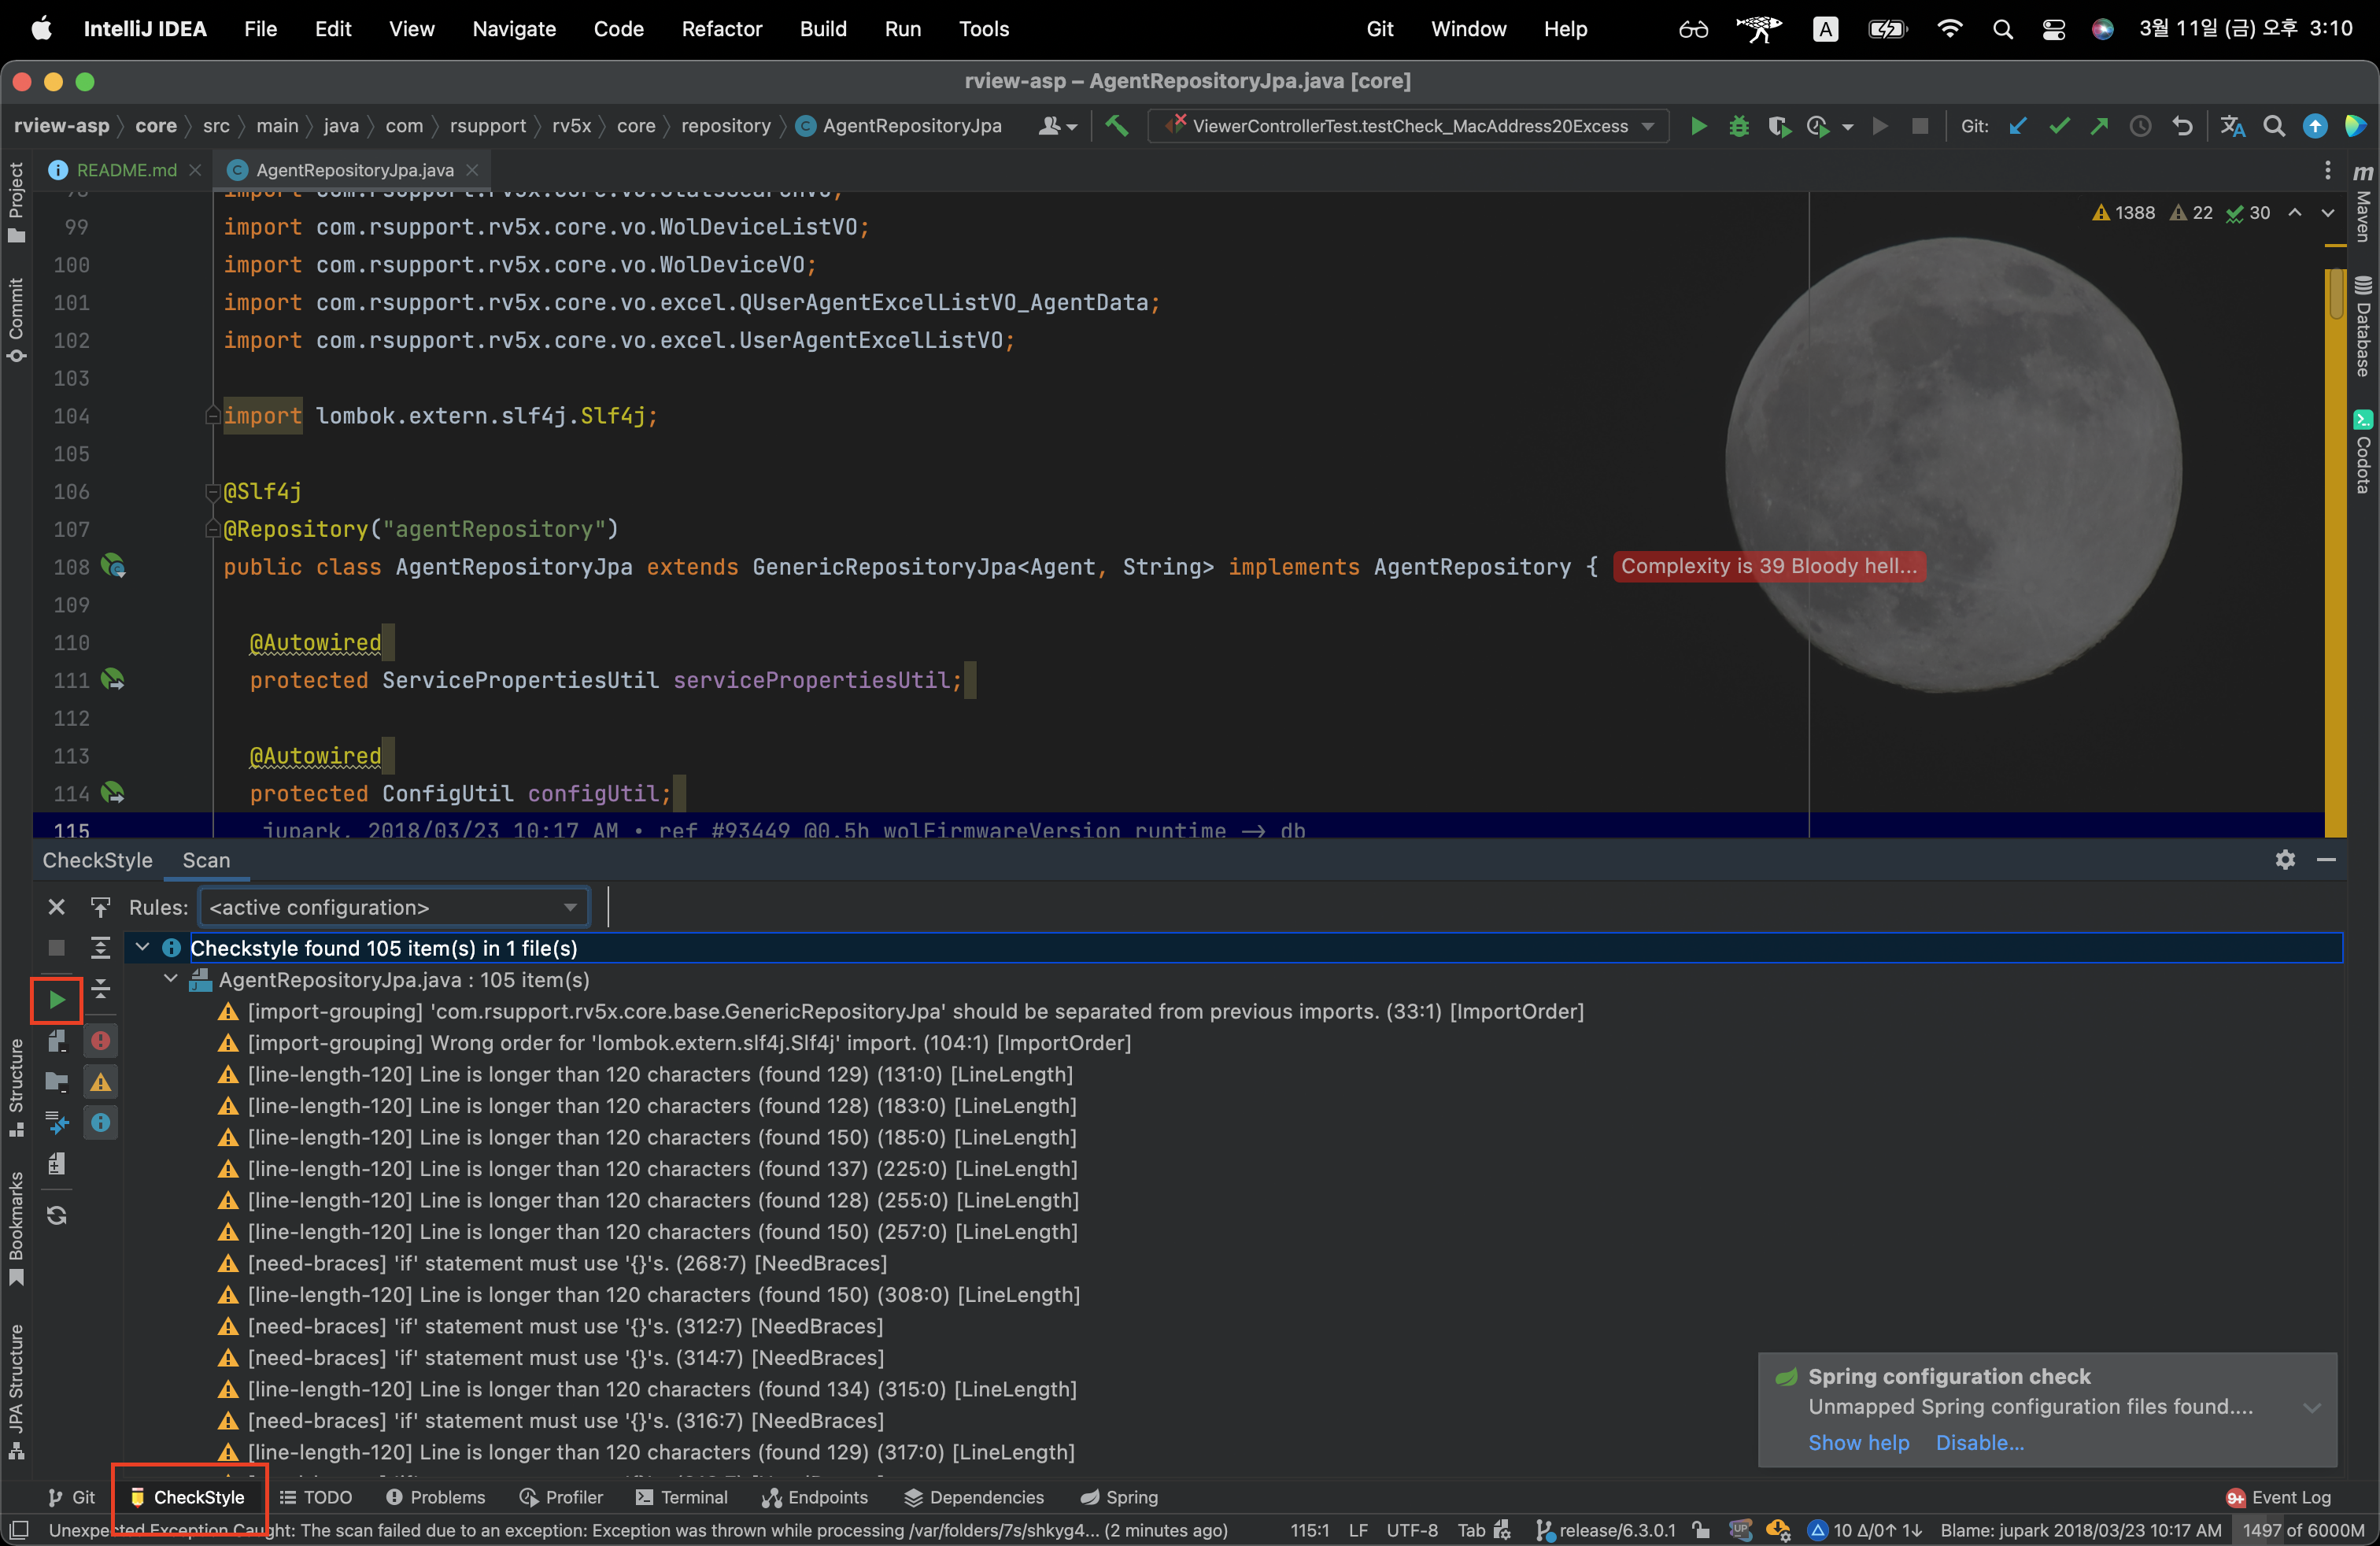 IntelliJ IDEA File Edit View Navigate Code Refactor Build Run Tools Git Window Help A 3월 11일 (금) 오후 3:10
rview-asp – AgentRepositoryJpa.java [core]
rview-asp core src main java com rsupport rv5x core repository AgentRepositoryJpa ViewerControllerTest.testCheck_MacAddress20Excess Git:
README.md AgentRepositoryJpa.java
Project
Commit
Structure
Bookmarks
JPA Structure
Maven
Database
Codota
1388 22 30
99 import com.rsupport.rv5x.core.vo.WolDeviceListVO;
100 import com.rsupport.rv5x.core.vo.WolDeviceVO;
101 import com.rsupport.rv5x.core.vo.excel.QUserAgentExcelListVO_AgentData;
102 import com.rsupport.rv5x.core.vo.excel.UserAgentExcelListVO;
103
104 import lombok.extern.slf4j.Slf4j;
105
106 @Slf4j
107 @Repository("agentRepository")
108 public class AgentRepositoryJpa extends GenericRepositoryJpa<Agent, String> implements AgentRepository { Complexity is 39 Bloody hell...
109
110 @Autowired
111 protected ServicePropertiesUtil servicePropertiesUtil;
112
113 @Autowired
114 protected ConfigUtil configUtil;
115 jupark, 2018/03/23 10:17 AM • ref #93449 @0.5h wolFirmwareVersion runtime -> db
CheckStyle Scan
Rules: <active configuration>
Checkstyle found 105 item(s) in 1 file(s)
AgentRepositoryJpa.java : 105 item(s)
[import-grouping] 'com.rsupport.rv5x.core.base.GenericRepositoryJpa' should be separated from previous imports. (33:1) [ImportOrder]
[import-grouping] Wrong order for 'lombok.extern.slf4j.Slf4j' import. (104:1) [ImportOrder]
[line-length-120] Line is longer than 120 characters (found 129) (131:0) [LineLength]
[line-length-120] Line is longer than 120 characters (found 128) (183:0) [LineLength]
[line-length-120] Line is longer than 120 characters (found 150) (185:0) [LineLength]
[line-length-120] Line is longer than 120 characters (found 137) (225:0) [LineLength]
[line-length-120] Line is longer than 120 characters (found 128) (255:0) [LineLength]
[line-length-120] Line is longer than 120 characters (found 150) (257:0) [LineLength]
[need-braces] 'if' statement must use '{}'s. (268:7) [NeedBraces]
[line-length-120] Line is longer than 120 characters (found 150) (308:0) [LineLength]
[need-braces] 'if' statement must use '{}'s. (312:7) [NeedBraces]
[need-braces] 'if' statement must use '{}'s. (314:7) [NeedBraces]
[line-length-120] Line is longer than 120 characters (found 134) (315:0) [LineLength]
[need-braces] 'if' statement must use '{}'s. (316:7) [NeedBraces]
[line-length-120] Line is longer than 120 characters (found 129) (317:0) [LineLength]
Spring configuration check
Unmapped Spring configuration files found....
Show help Disable...
Git CheckStyle TODO Problems Profiler Terminal Endpoints Dependencies Spring 9+ Event Log
Unexpected Exception Caught: The scan failed due to an exception: Exception was thrown while processing /var/folders/7s/shkyg4... (2 minutes ago) 115:1 LF UTF-8 Tab release/6.3.0.1 UP 10 Δ/0↑ 1↓ Blame: jupark 2018/03/23 10:17 AM 1497 of 6000M